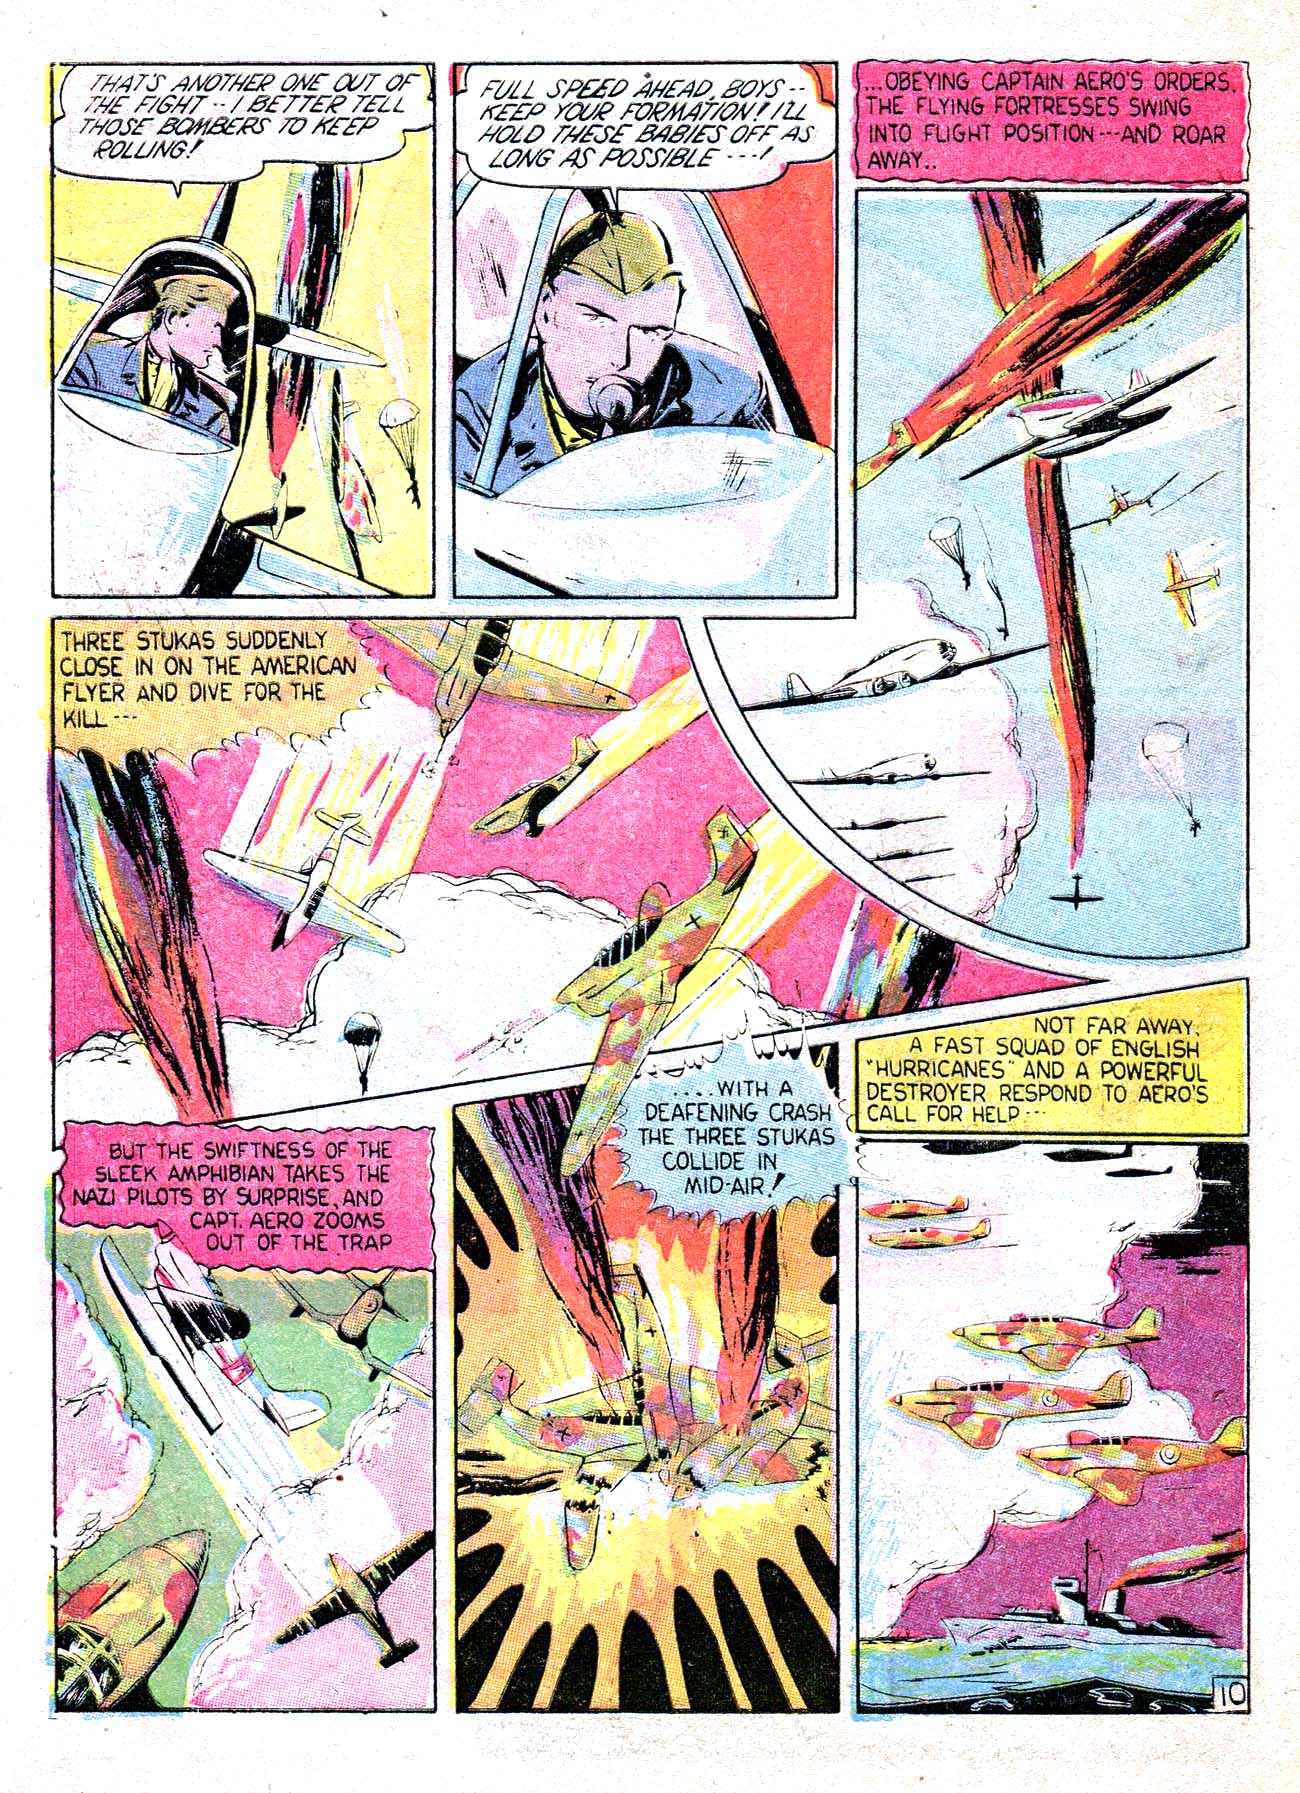 THAT'S ANOTHER ONE OUT OF
THE FIGHT -- I BETTER TELL
THOSE BOMBERS TO KEEP
ROLLING!
FULL SPEED AHEAD, BOYS --
KEEP YOUR FORMATION! I'LL
HOLD THESE BABIES OFF AS
LONG AS POSSIBLE ---!
...OBEYING CAPTAIN AERO'S ORDERS,
THE FLYING FORTRESSES SWING
INTO FLIGHT POSITION --- AND ROAR
AWAY..
THREE STUKAS SUDDENLY
CLOSE IN ON THE AMERICAN
FLYER AND DIVE FOR THE
KILL ---
BUT THE SWIFTNESS OF THE
SLEEK AMPHIBIAN TAKES THE
NAZI PILOTS BY SURPRISE, AND
CAPT. AERO ZOOMS
OUT OF THE TRAP
....WITH A
DEAFENING CRASH
THE THREE STUKAS
COLLIDE IN
MID-AIR!
NOT FAR AWAY,
A FAST SQUAD OF ENGLISH
"HURRICANES" AND A POWERFUL
DESTROYER RESPOND TO AERO'S
CALL FOR HELP ---
10